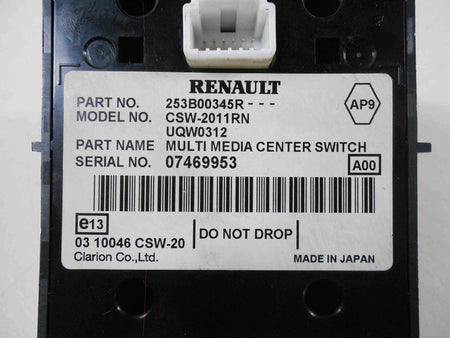 RENAULT
PART NO. 253B00345R - - -
AP9
MODEL NO. CSW-2011RN
UQW0312
PART NAME MULTI MEDIA CENTER SWITCH
SERIAL NO. 07469953 A00
e13
03 10046 CSW-20 DO NOT DROP
Clarion Co.,Ltd. MADE IN JAPAN